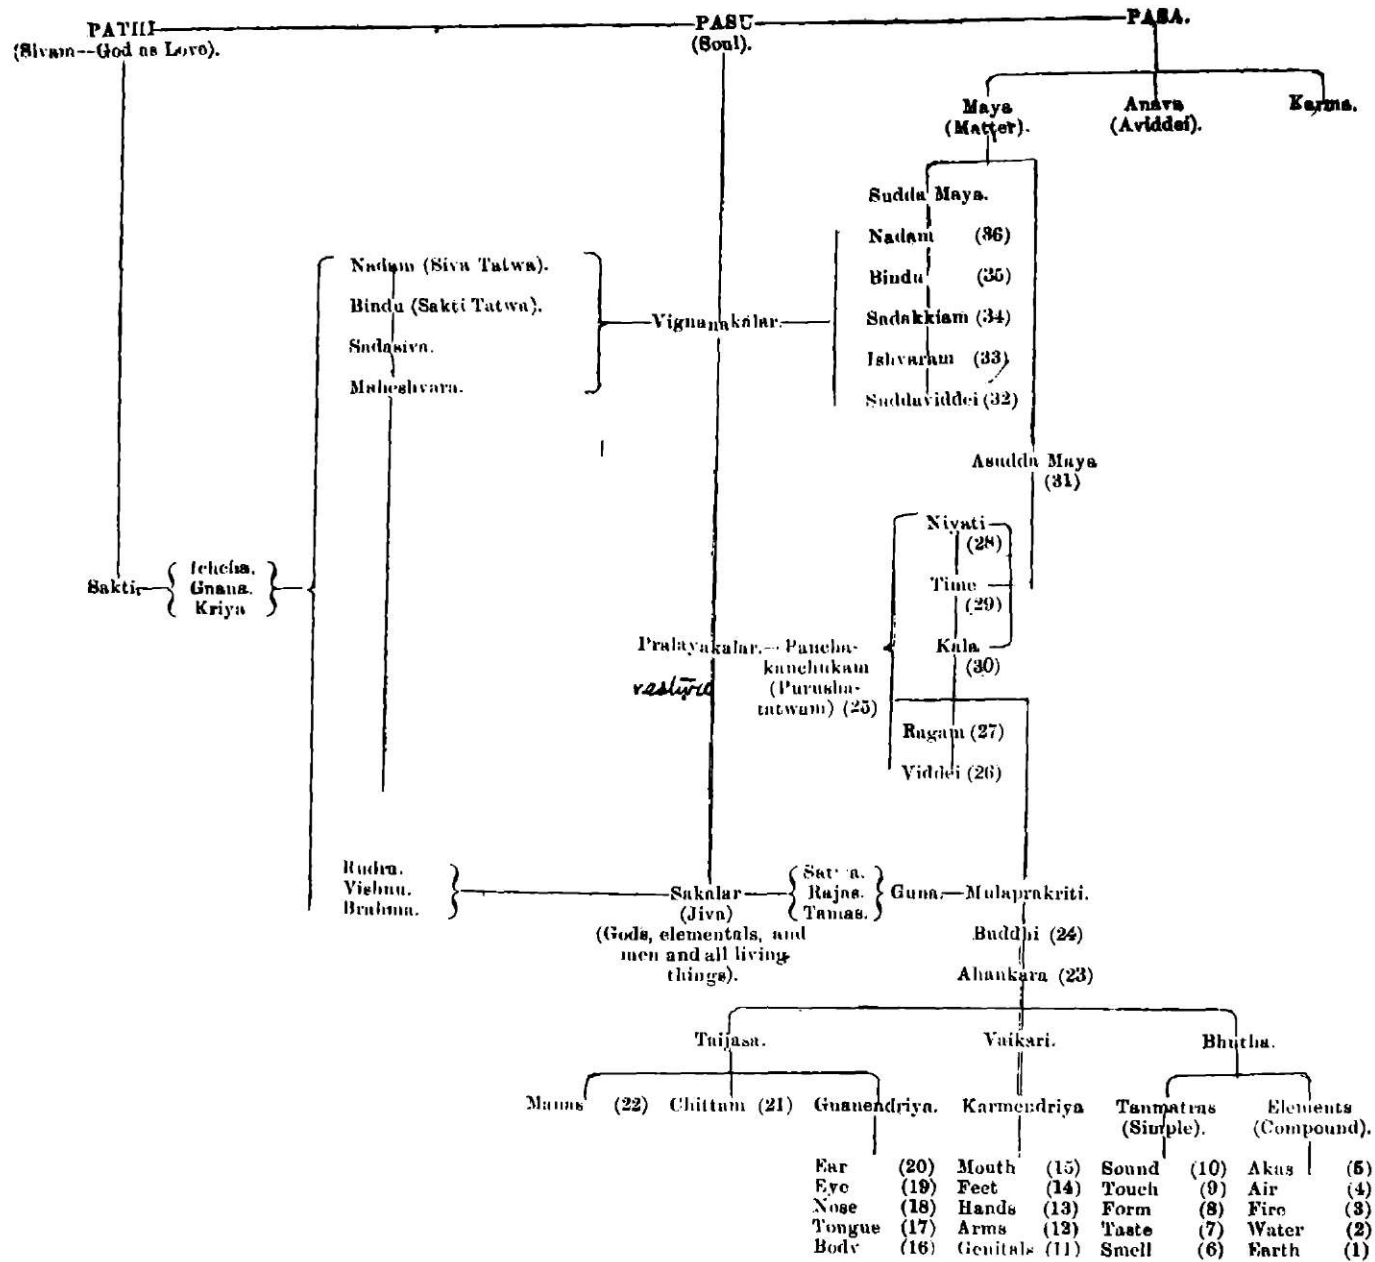 PATHI PASU PASA.
(Sivam--God as Love). (Soul).
Maya Anava Karma.
(Matter). (Aviddei).
Sudda Maya.
Nadam (36)
Nadam (Siva Tatwa).
Bindu (35)
Bindu (Sakti Tatwa).
Vignanakalar. Sadakkiam (34)
Sadasiva.
Ishvaram (33)
Maheshvara.
Suddaviddei (32)
Asudda Maya
(31)
Niyati
(28)
Ichcha.
Sakti, Gnana. Time
Kriya (29)
Pralayakalar.--Pancha- Kala
kanchukam (30)
vesture (Purusha-
tatwam) (25)
Ragam (27)
Viddei (26)
Rudra. Satva.
Vishnu. Sakalar Rajas. Guna.—Mulaprakriti.
Brahma. (Jiva) Tamas.
(Gods, elementals, and Buddhi (24)
men and all living
things). Ahankara (23)
Taijasa. Vaikari. Bhutha.
Manas (22) Chittam (21) Gnanendriya. Karmendriya Tanmatras Elements
(Simple). (Compound).
Ear (20) Mouth (15) Sound (10) Akas (5)
Eye (19) Feet (14) Touch (9) Air (4)
Nose (18) Hands (13) Form (8) Fire (3)
Tongue (17) Arms (12) Taste (7) Water (2)
Body (16) Genitals (11) Smell (6) Earth (1)